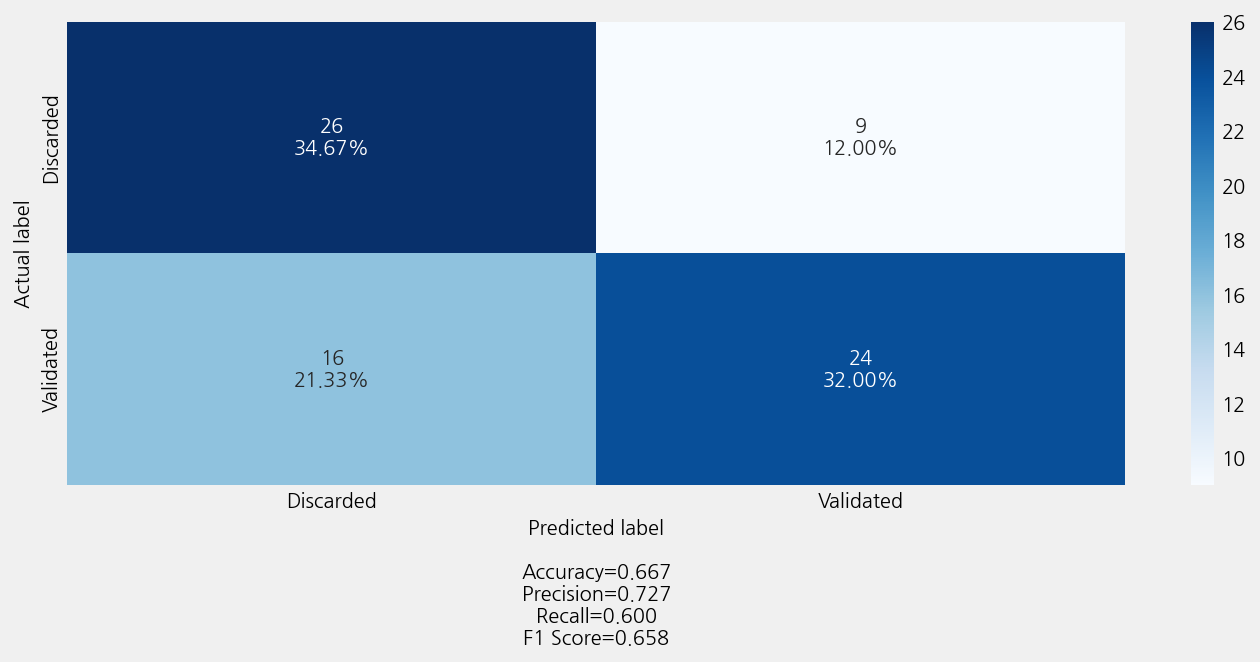 26
34.67%
9
12.00%
16
21.33%
24
32.00%
Actual label
Discarded
Validated
Discarded
Validated
Predicted label
Accuracy=0.667
Precision=0.727
Recall=0.600
F1 Score=0.658
26
24
22
20
18
16
14
12
10